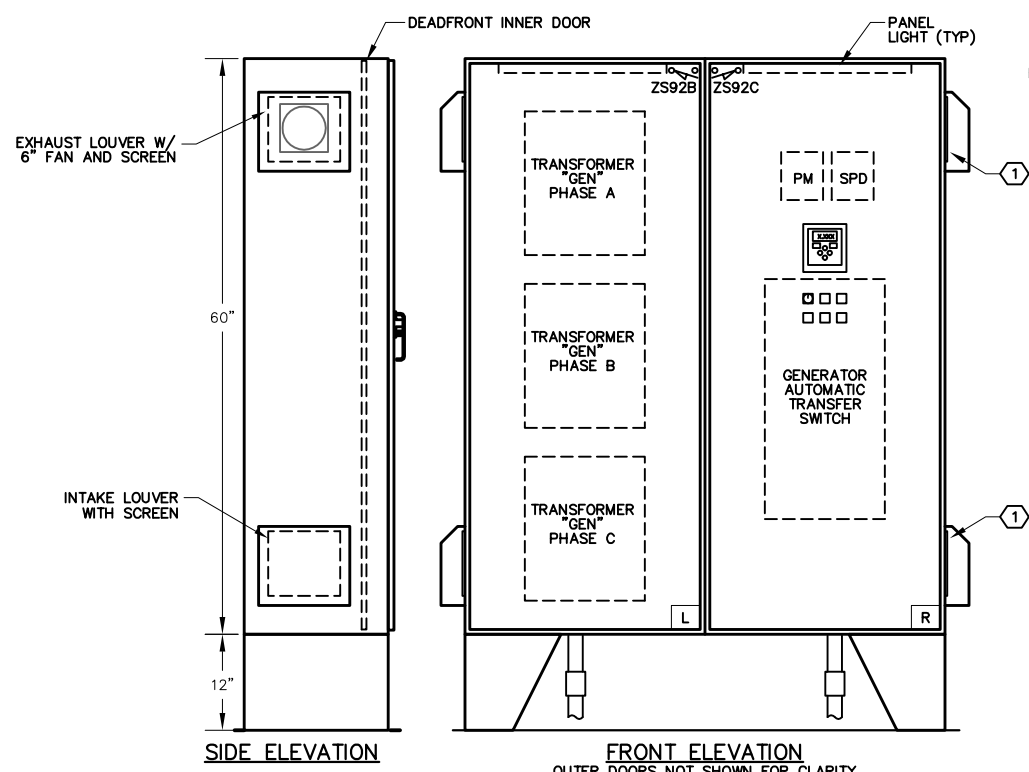 DEADFRONT INNER DOOR
PANEL
LIGHT (TYP)
ZS92B
ZS92C
EXHAUST LOUVER W/
6" FAN AND SCREEN
TRANSFORMER
"GEN"
PHASE A
PM
SPD
1
X.XXX
60"
TRANSFORMER
"GEN"
PHASE B
GENERATOR
AUTOMATIC
TRANSFER
SWITCH
INTAKE LOUVER
WITH SCREEN
TRANSFORMER
"GEN"
PHASE C
1
L
R
12"
SIDE ELEVATION
FRONT ELEVATION
OUTER DOORS NOT SHOWN FOR CLARITY